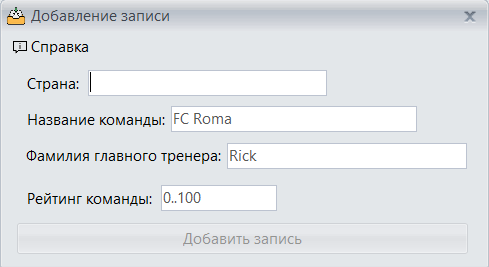 Добавление записи
Справка
Страна:
Название команды: FC Roma
Фамилия главного тренера: Rick
Рейтинг команды: 0..100
Добавить запись